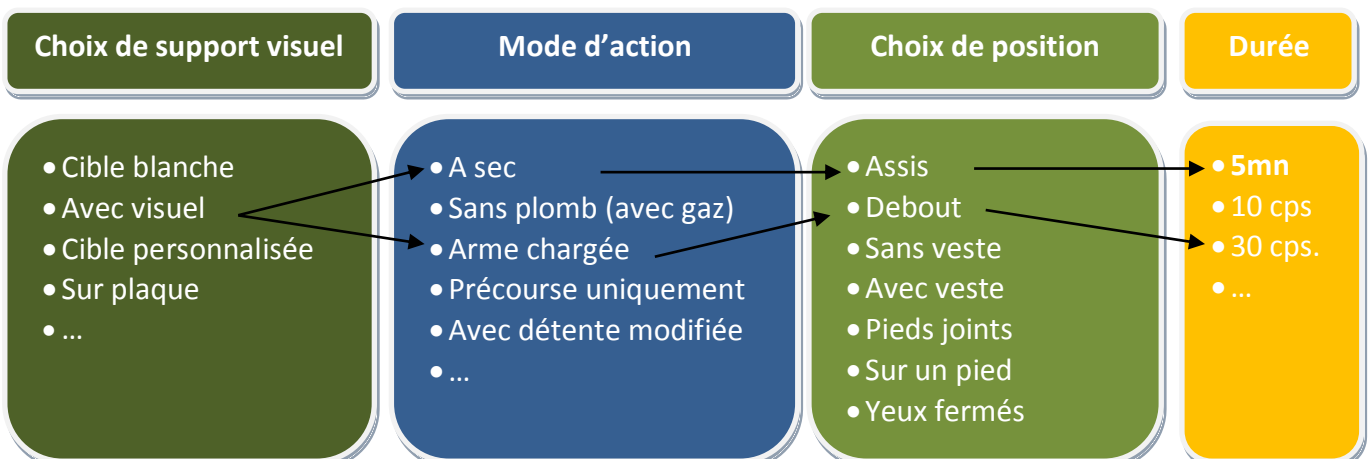 Choix de support visuel
Mode d’action
Choix de position
Durée
• Cible blanche
• Avec visuel
• Cible personnalisée
• Sur plaque
• ...
• A sec
• Sans plomb (avec gaz)
• Arme chargée
• Précourse uniquement
• Avec détente modifiée
• ...
• Assis
• Debout
• Sans veste
• Avec veste
• Pieds joints
• Sur un pied
• Yeux fermés
• 5mn
• 10 cps
• 30 cps.
• ...